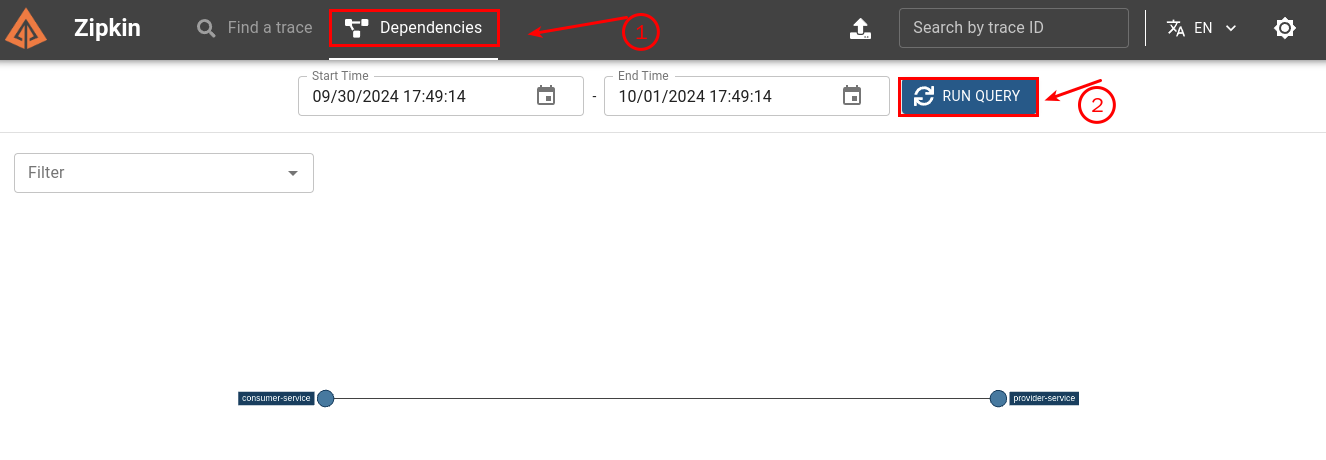 Zipkin
Find a trace
Dependencies
1
Search by trace ID
EN
Start Time
09/30/2024 17:49:14
-
End Time
10/01/2024 17:49:14
RUN QUERY
2
Filter
consumer-service
provider-service